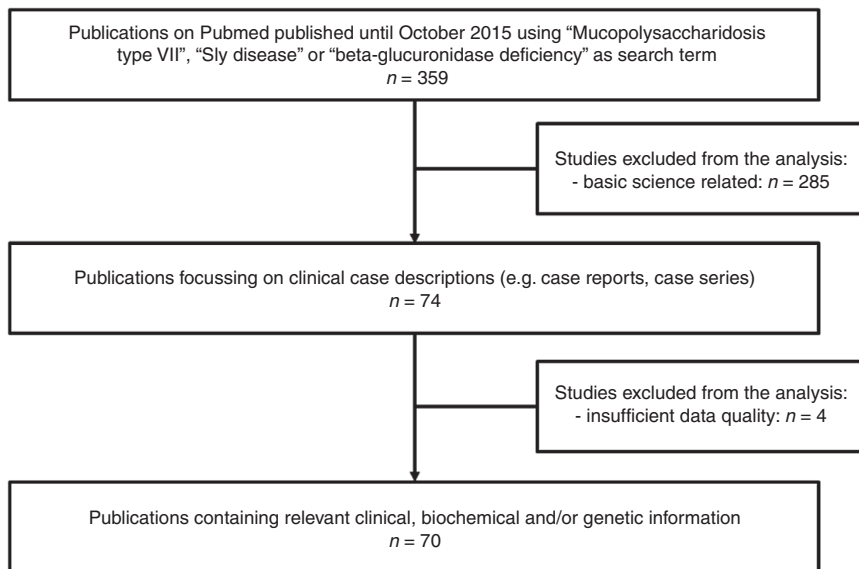 Publications on Pubmed published until October 2015 using “Mucopolysaccharidosis
type VII”, “Sly disease” or “beta-glucuronidase deficiency” as search term
n = 359
Studies excluded from the analysis:
- basic science related: n = 285
Publications focussing on clinical case descriptions (e.g. case reports, case series)
n = 74
Studies excluded from the analysis:
- insufficient data quality: n = 4
Publications containing relevant clinical, biochemical and/or genetic information
n = 70